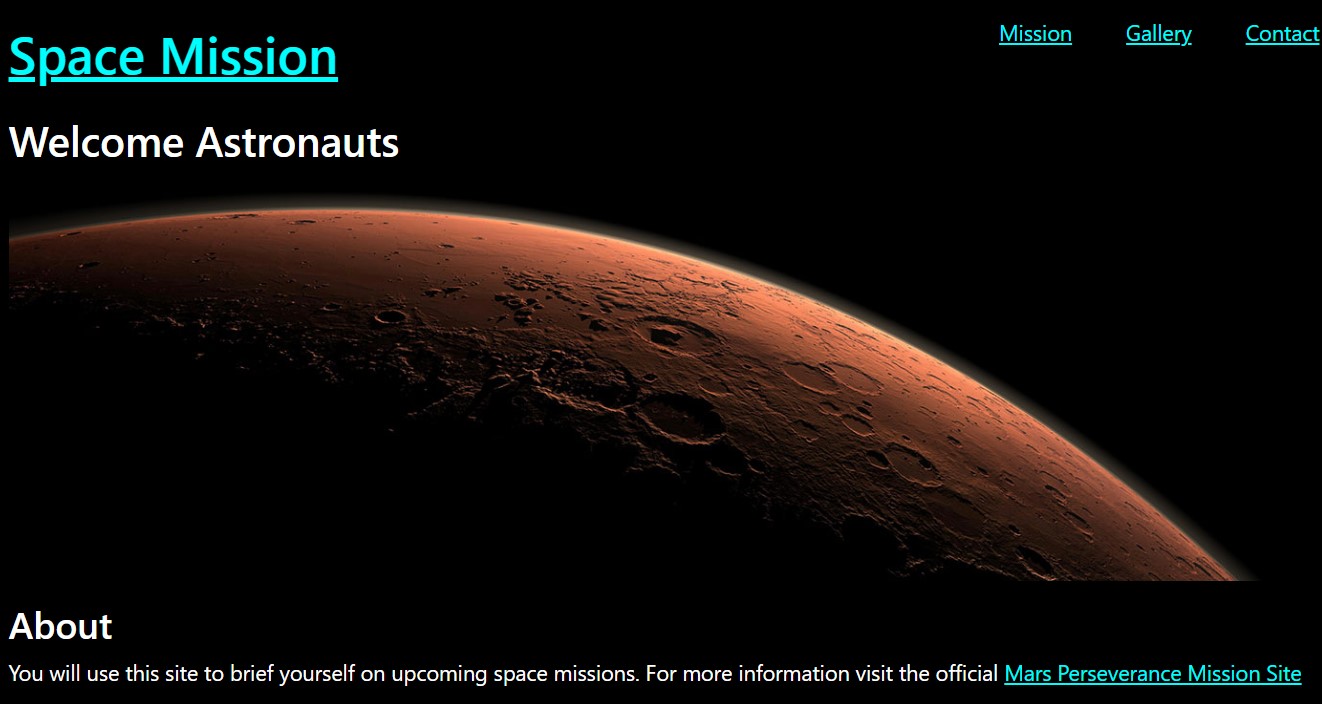 Space Mission
Mission Gallery Contact
Welcome Astronauts
About
You will use this site to brief yourself on upcoming space missions. For more information visit the official Mars Perseverance Mission Site